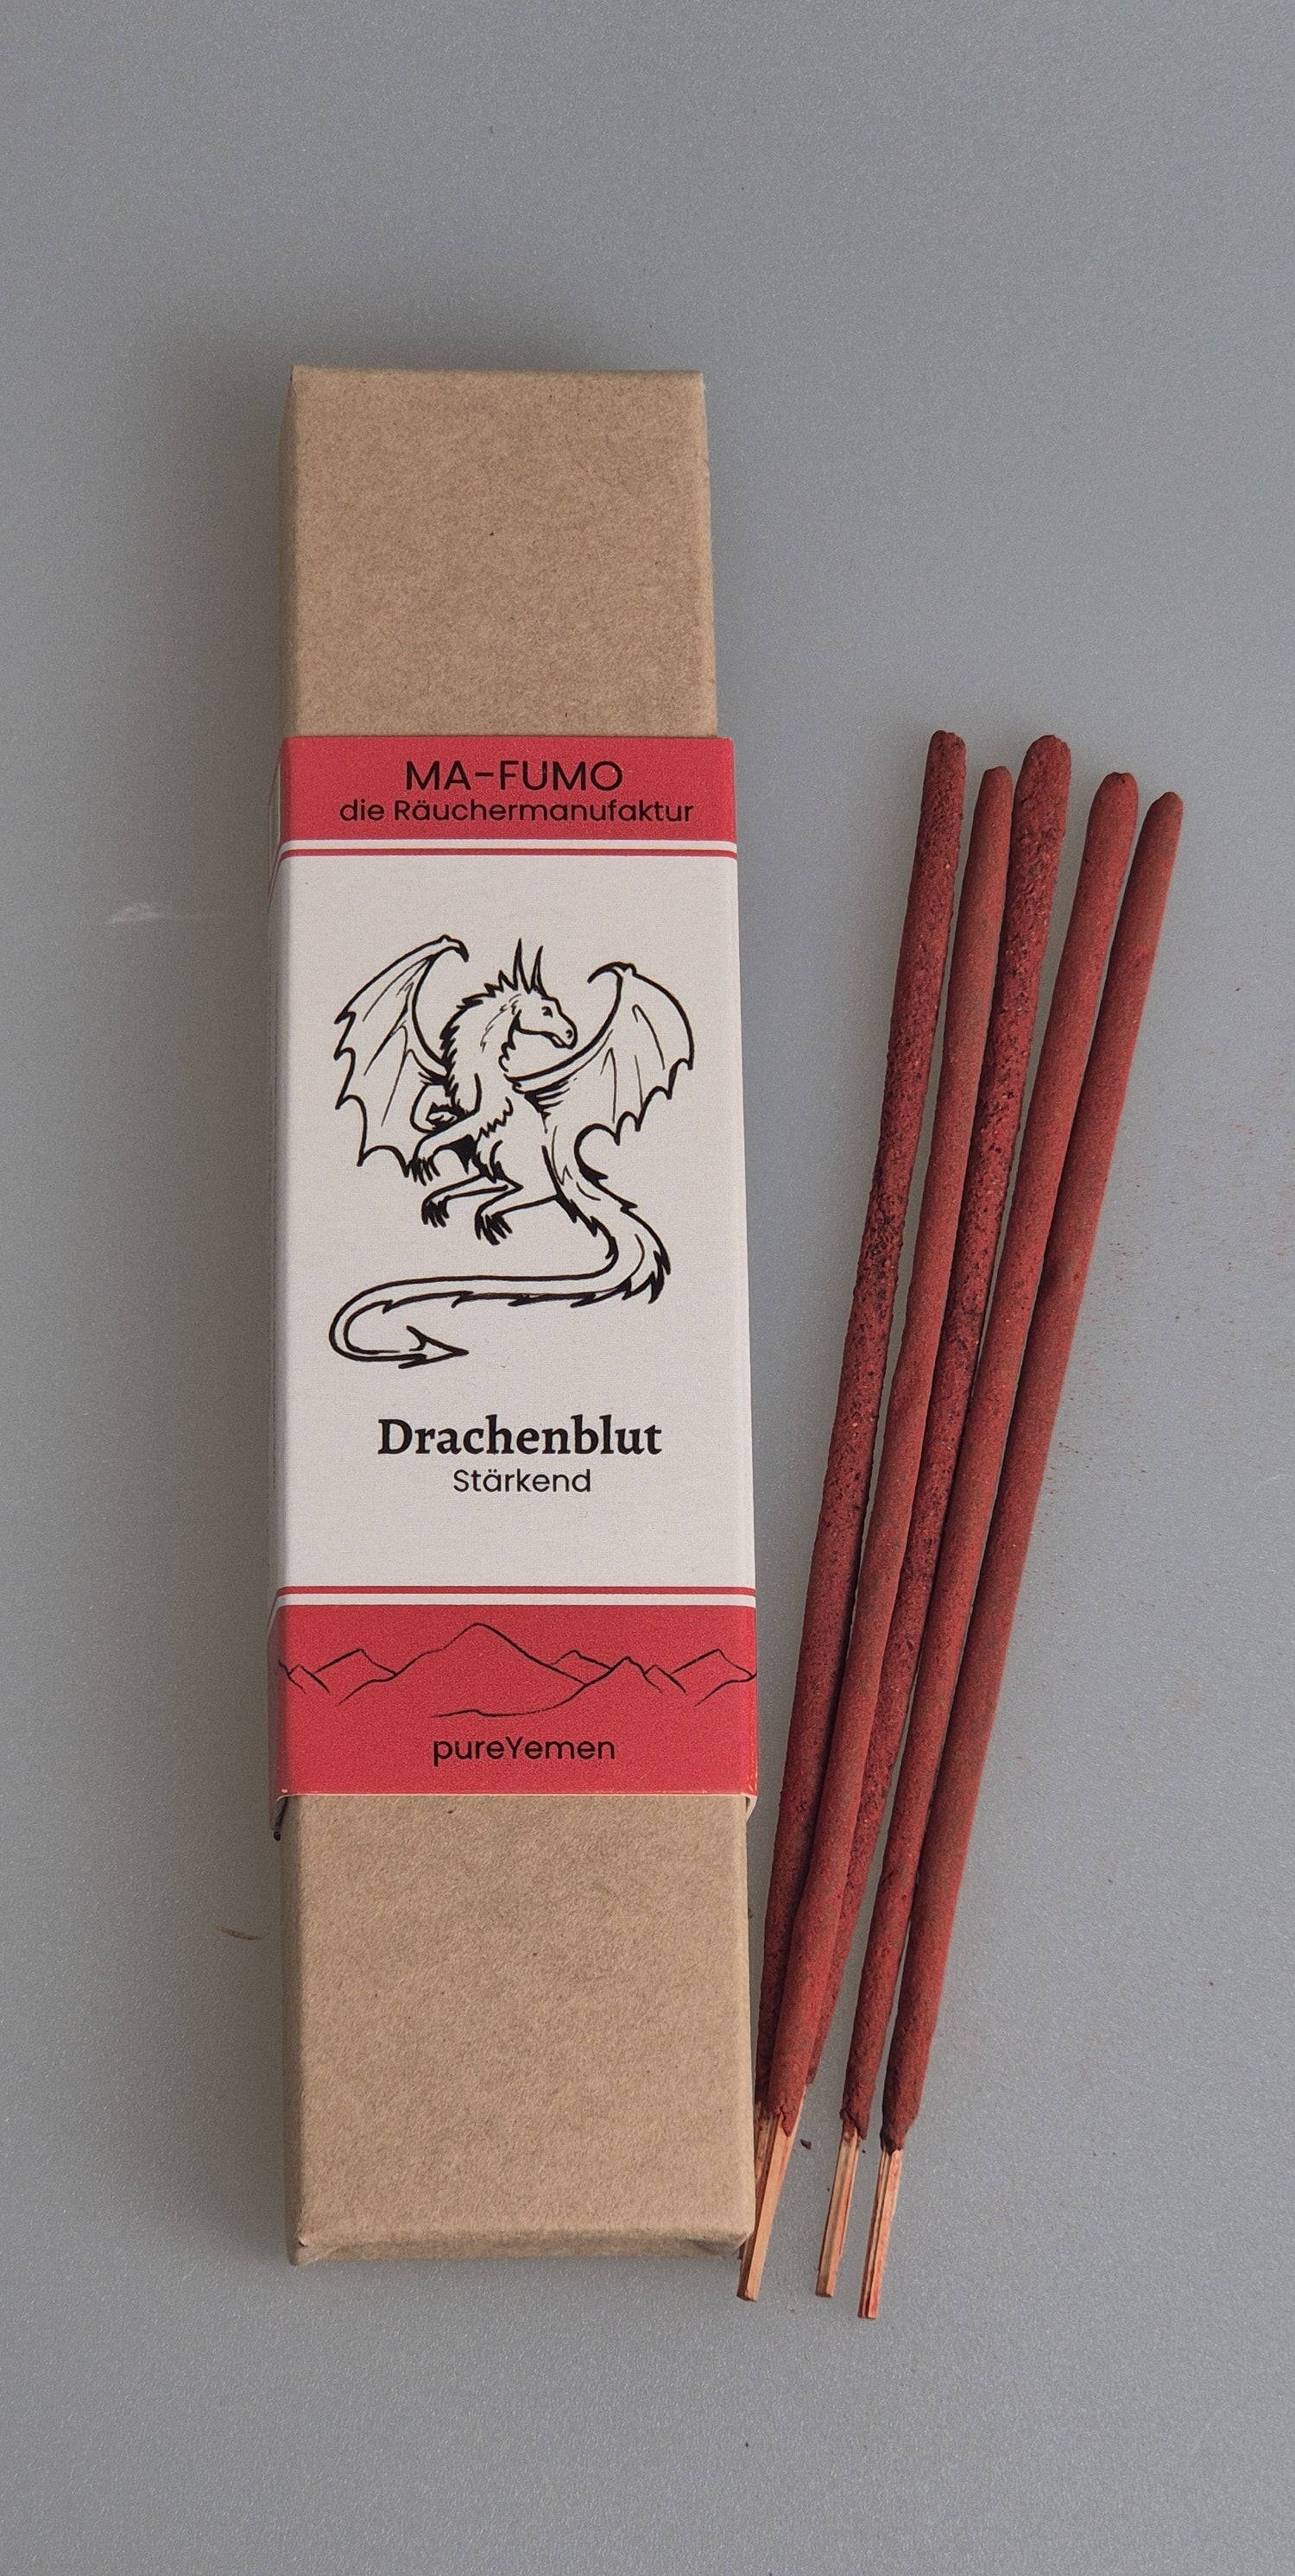 MA-FUMO
die Räuchermanufaktur
Drachenblut
Stärkend
pureYemen